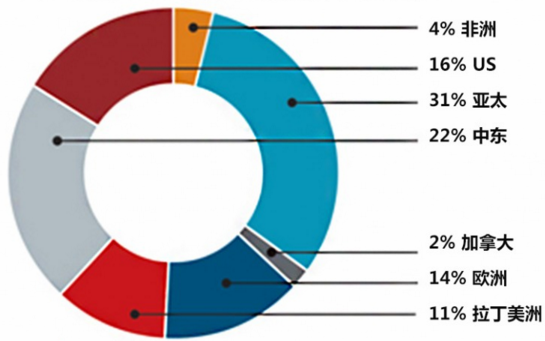 4% 非洲
16% US
31% 亚太
22% 中东
2% 加拿大
14% 欧洲
11% 拉丁美洲